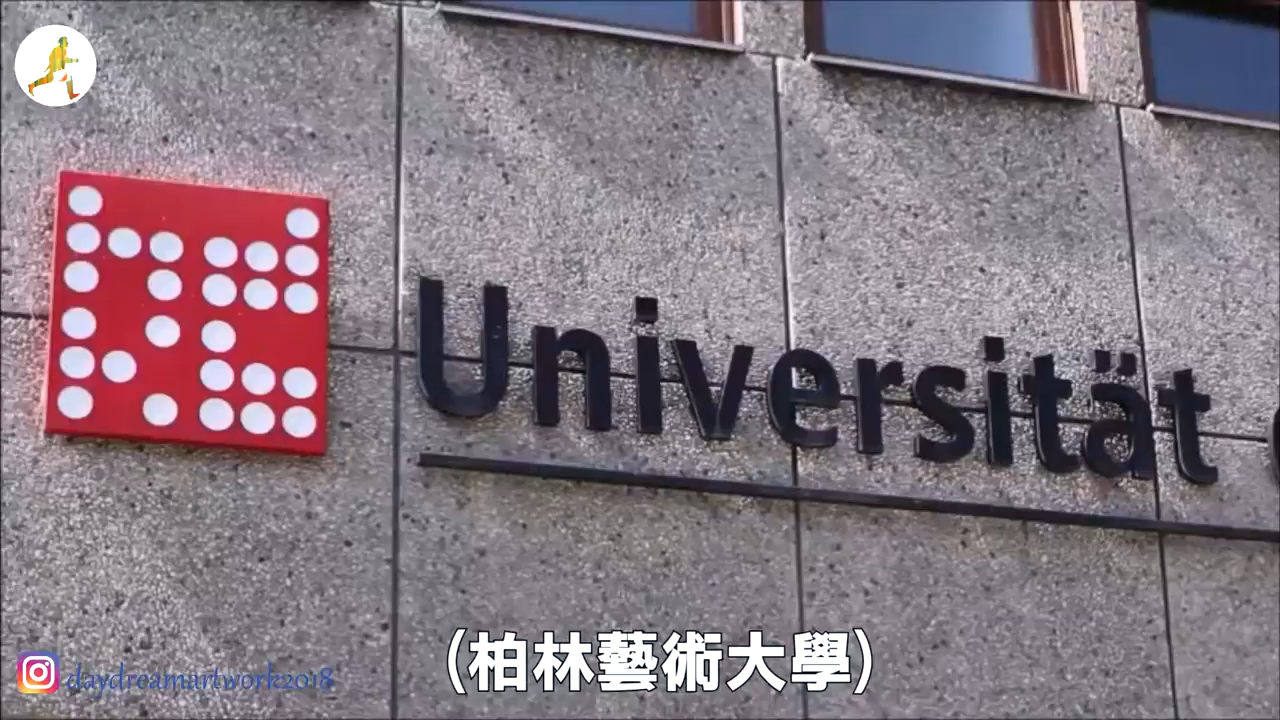 Universität
(柏林藝術大學)
daydreamartwork2018